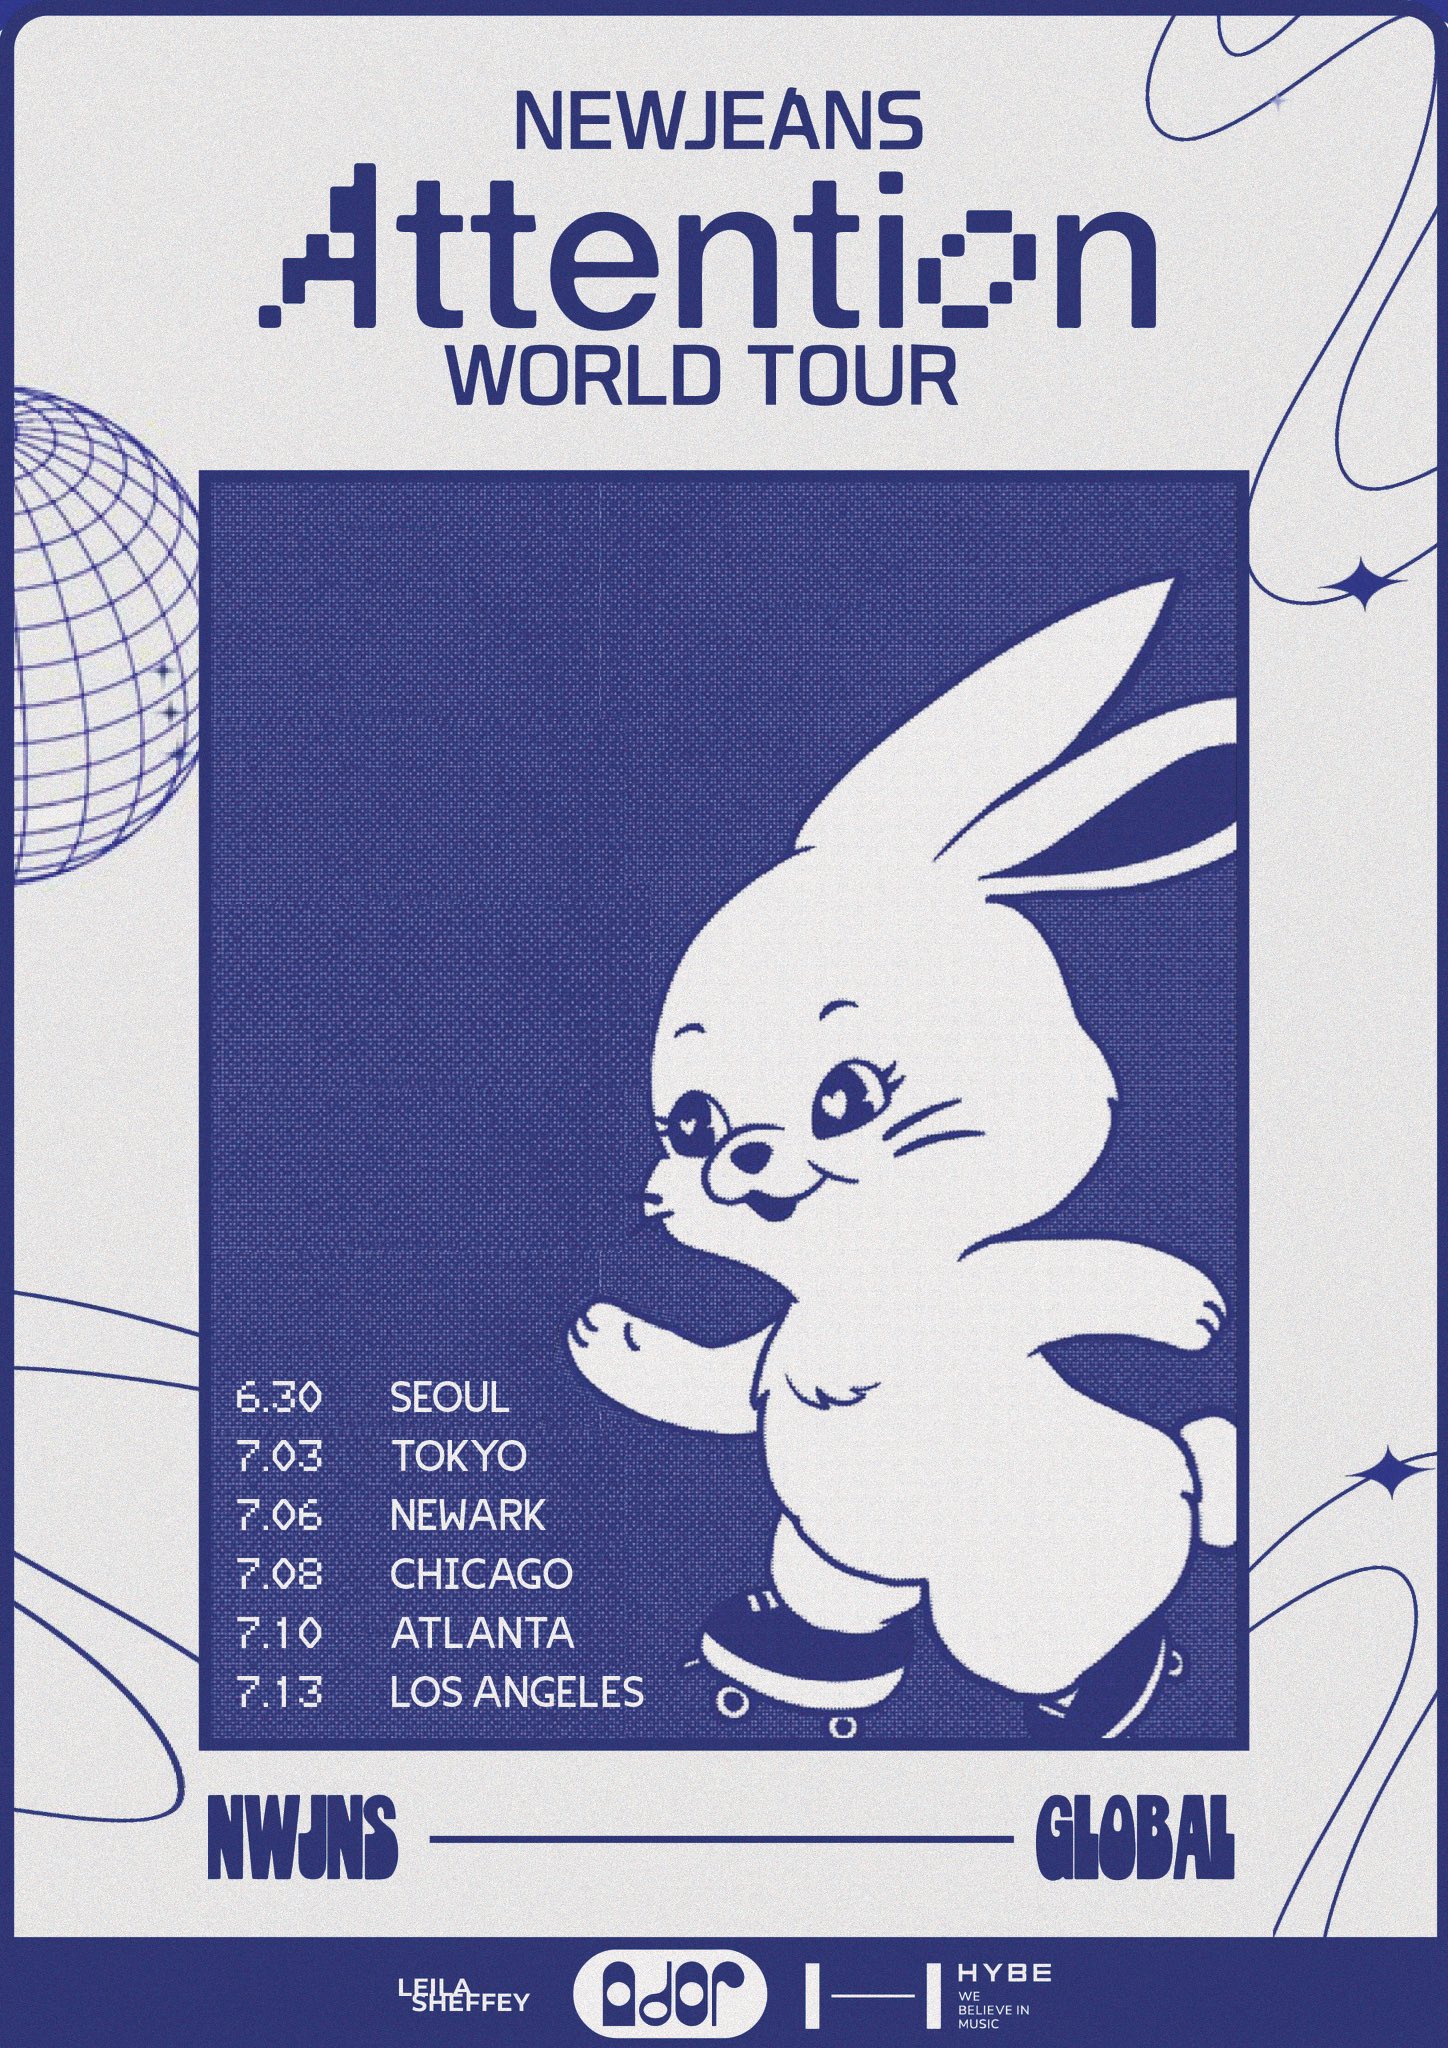 NEWJEANS
Attention
WORLD TOUR
6.30 SEOUL
7.03 TOKYO
7.06 NEWARK
7.08 CHICAGO
7.10 ATLANTA
7.13 LOS ANGELES
NWJNS GLOBAL
LEILA
SHEFFEY
ador
HYBE
WE
BELIEVE IN
MUSIC